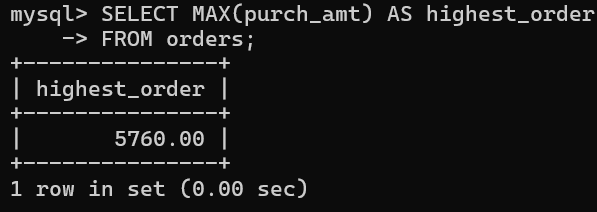 mysql> SELECT MAX(purch_amt) AS highest_order
    -> FROM orders;
+---------------+
| highest_order |
+---------------+
|       5760.00 |
+---------------+
1 row in set (0.00 sec)